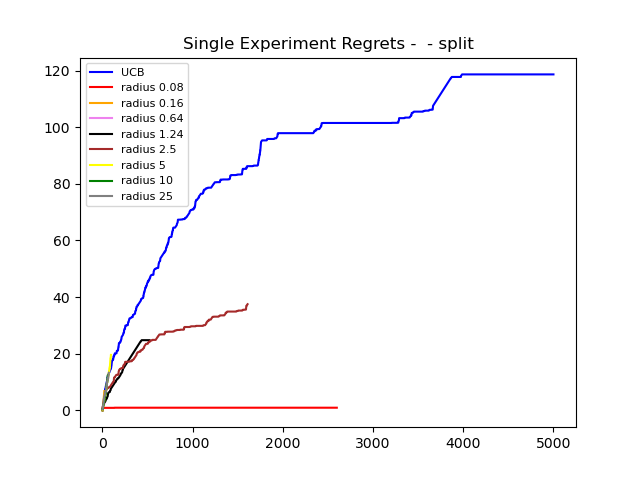 Single Experiment Regrets -  - split
120
100
80
60
40
20
0
UCB
radius 0.08
radius 0.16
radius 0.64
radius 1.24
radius 2.5
radius 5
radius 10
radius 25
0 1000 2000 3000 4000 5000